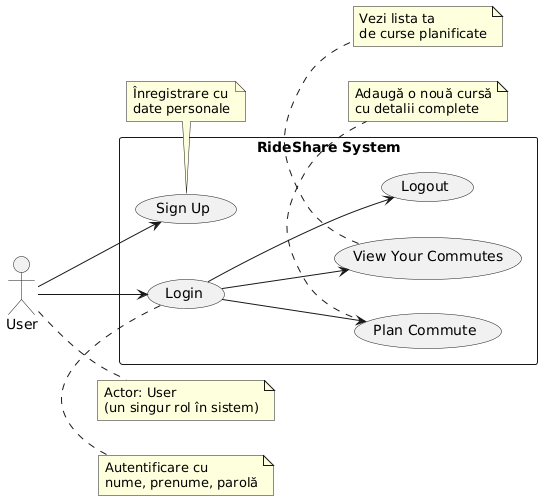 Vezi lista ta
de curse planificate
Înregistrare cu
date personale
Adaugă o nouă cursă
cu detalii complete
RideShare System
Logout
Sign Up
View Your Commutes
Login
User
Plan Commute
Actor: User
(un singur rol în sistem)
Autentificare cu
nume, prenume, parolă